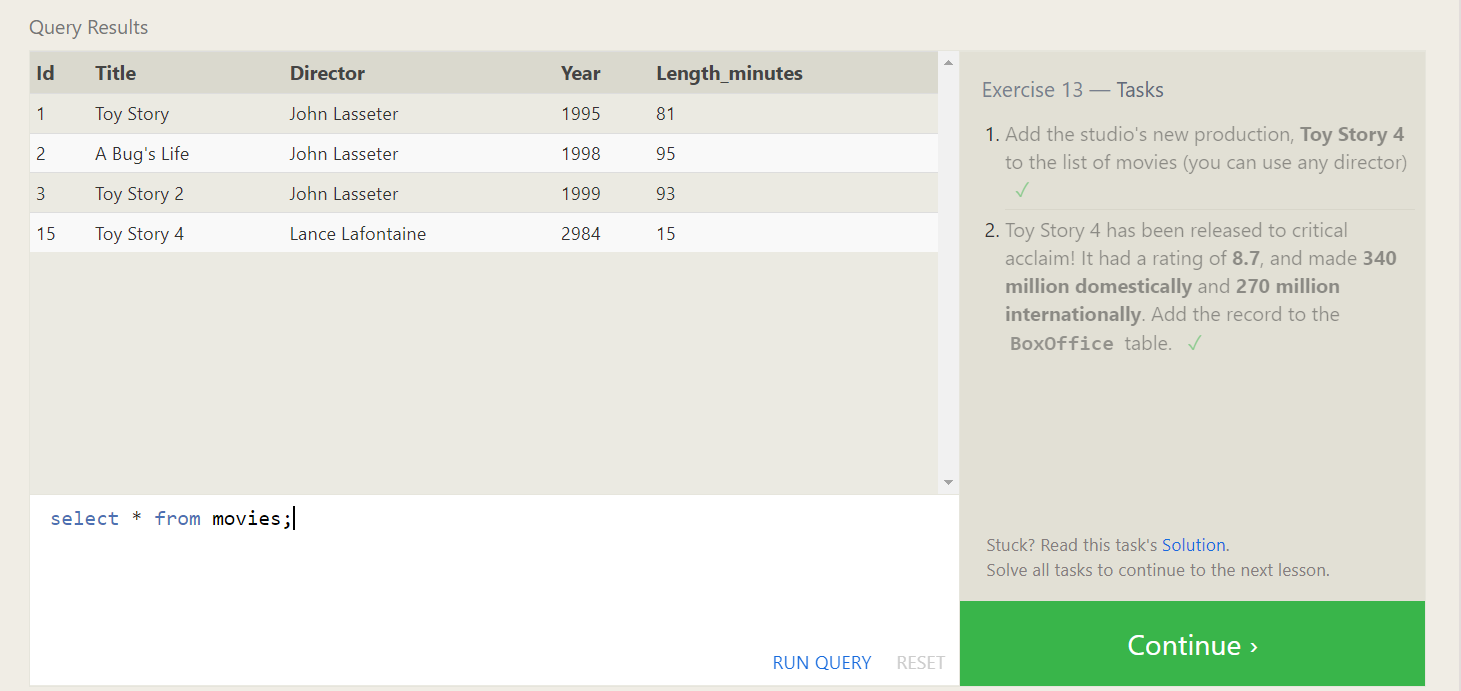 Query Results
Id Title Director Year Length_minutes
1 Toy Story John Lasseter 1995 81
2 A Bug's Life John Lasseter 1998 95
3 Toy Story 2 John Lasseter 1999 93
15 Toy Story 4 Lance Lafontaine 2984 15
select * from movies;
RUN QUERY RESET
Exercise 13 — Tasks
1. Add the studio's new production, Toy Story 4
to the list of movies (you can use any director)
✓
2. Toy Story 4 has been released to critical
acclaim! It had a rating of 8.7, and made 340
million domestically and 270 million
internationally. Add the record to the
BoxOffice table. ✓
Stuck? Read this task's Solution.
Solve all tasks to continue to the next lesson.
Continue ›